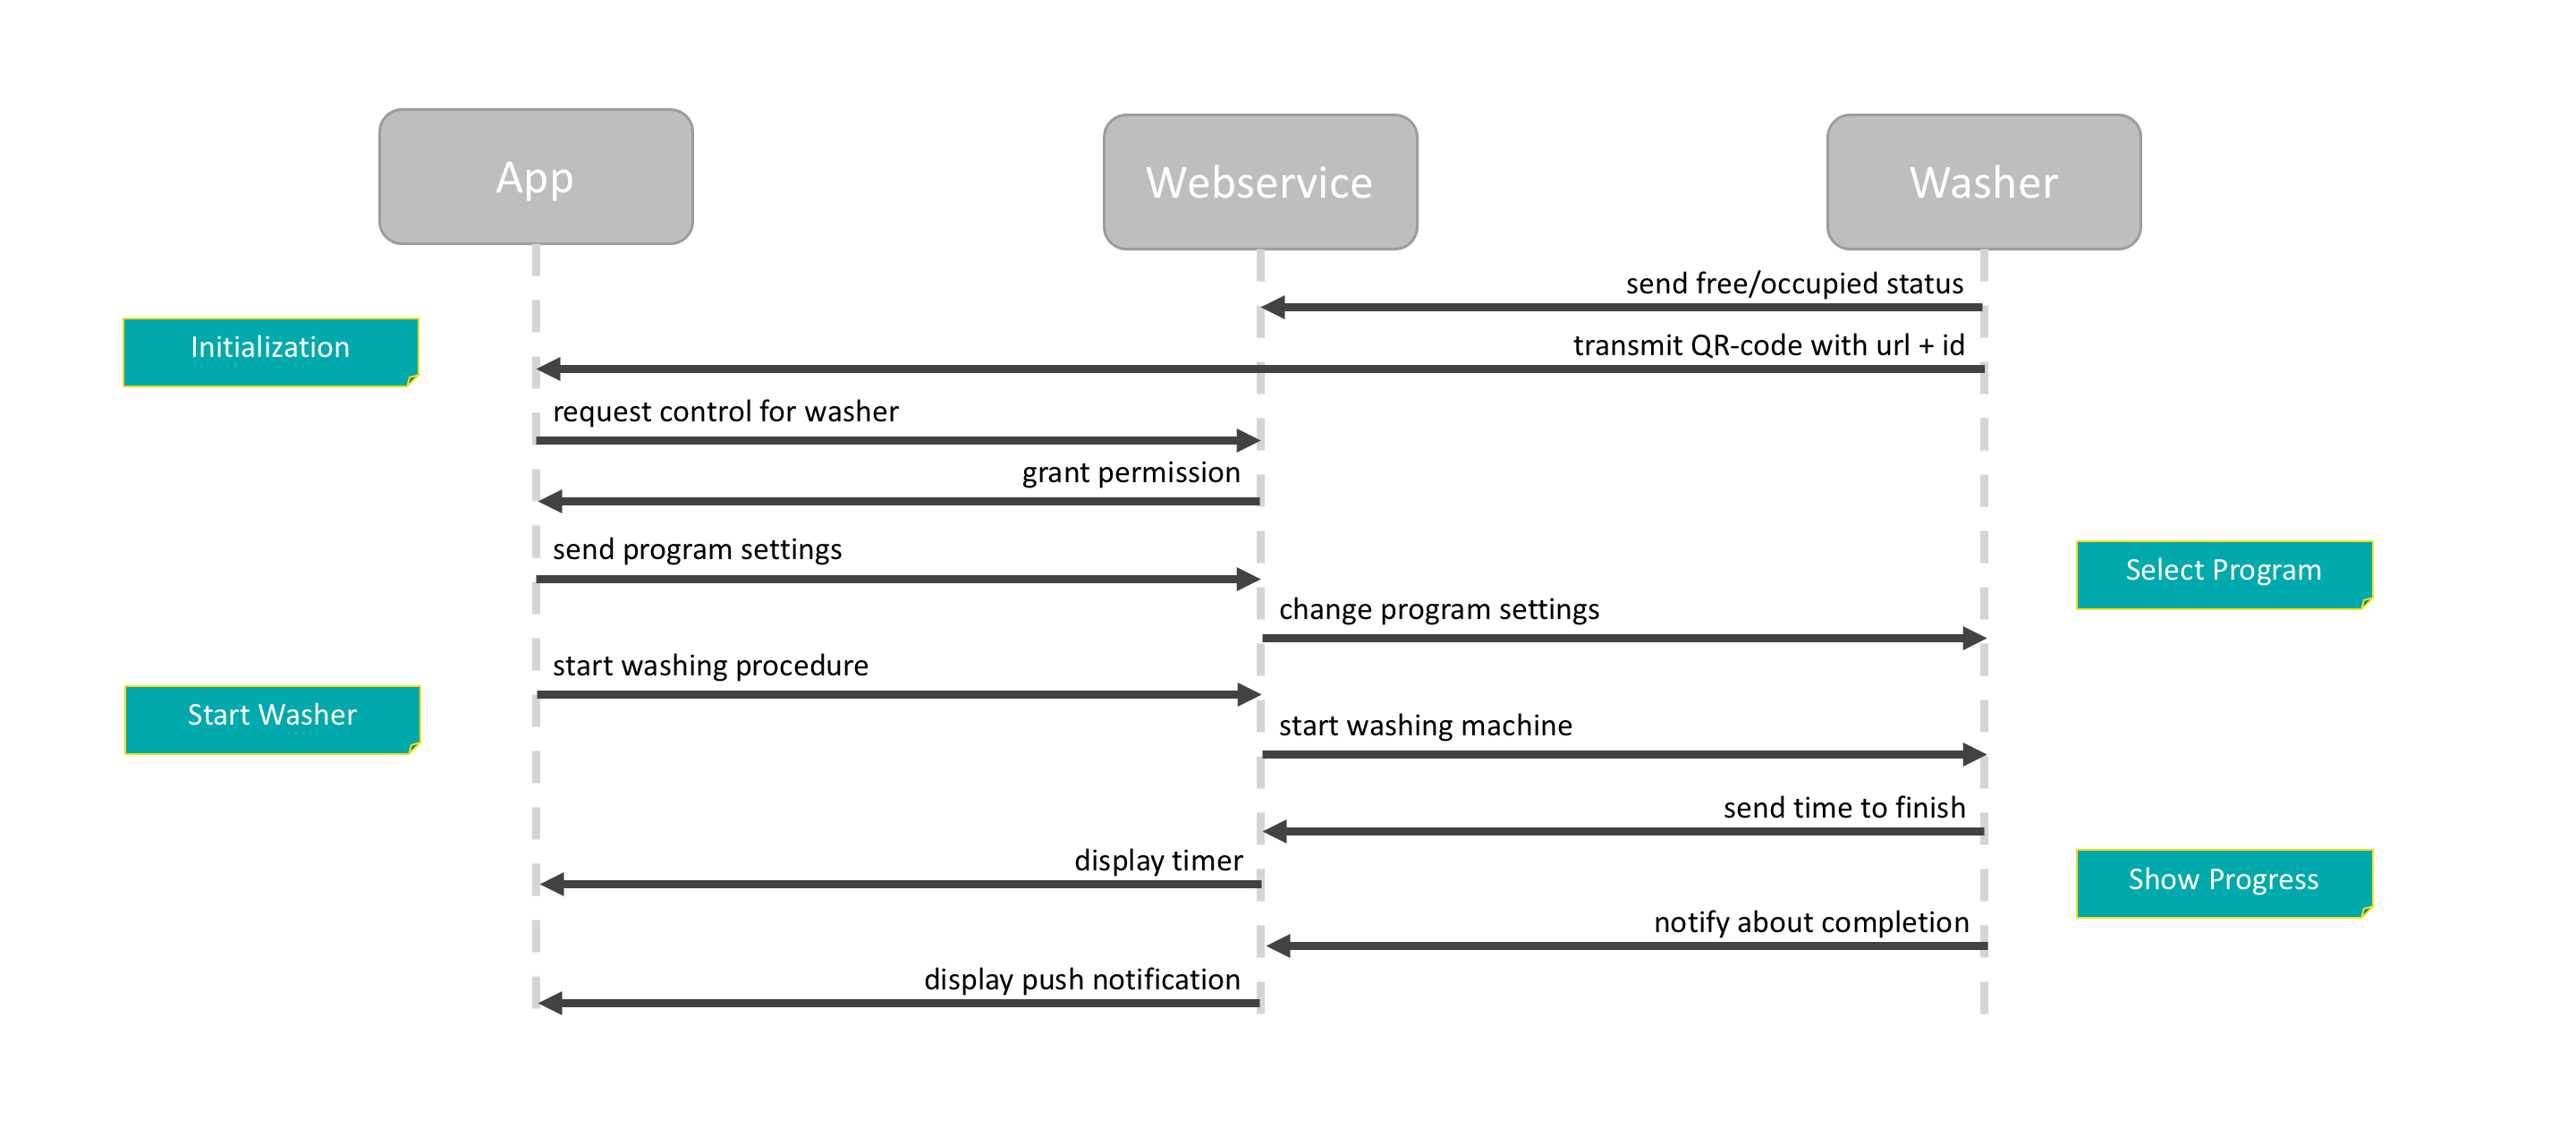 App
Webservice
Washer
send free/occupied status
Initialization
transmit QR-code with url + id
request control for washer
grant permission
send program settings
Select Program
change program settings
start washing procedure
Start Washer
start washing machine
send time to finish
display timer
Show Progress
notify about completion
display push notification